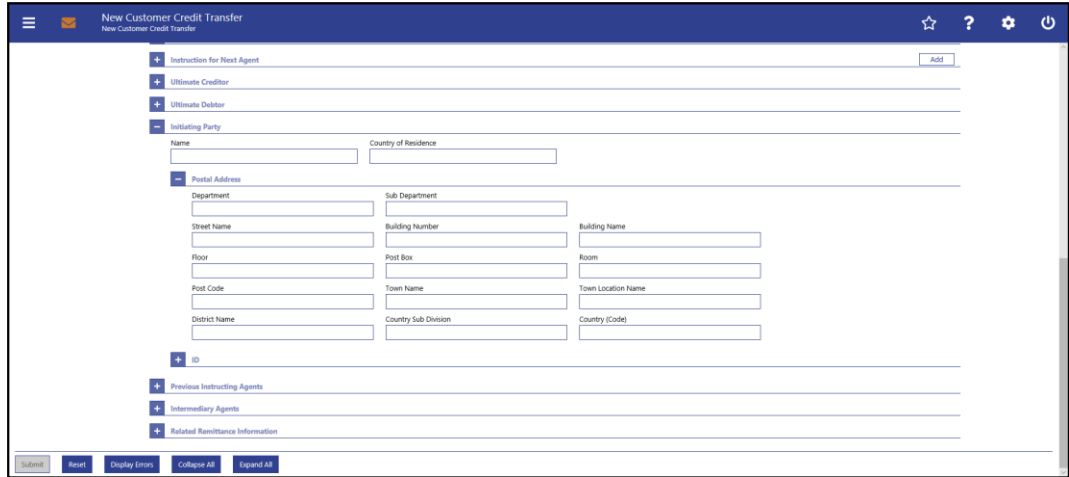 New Customer Credit Transfer
New Customer Credit Transfer
?
+ Instruction for Next Agent Add
+ Ultimate Creditor
+ Ultimate Debtor
− Initiating Party
Name Country of Residence
− Postal Address
Department Sub Department
Street Name Building Number Building Name
Floor Post Box Room
Post Code Town Name Town Location Name
District Name Country Sub Division Country (Code)
+ ID
+ Previous Instructing Agents
+ Intermediary Agents
+ Related Remittance Information
Submit Reset Display Errors Collapse All Expand All